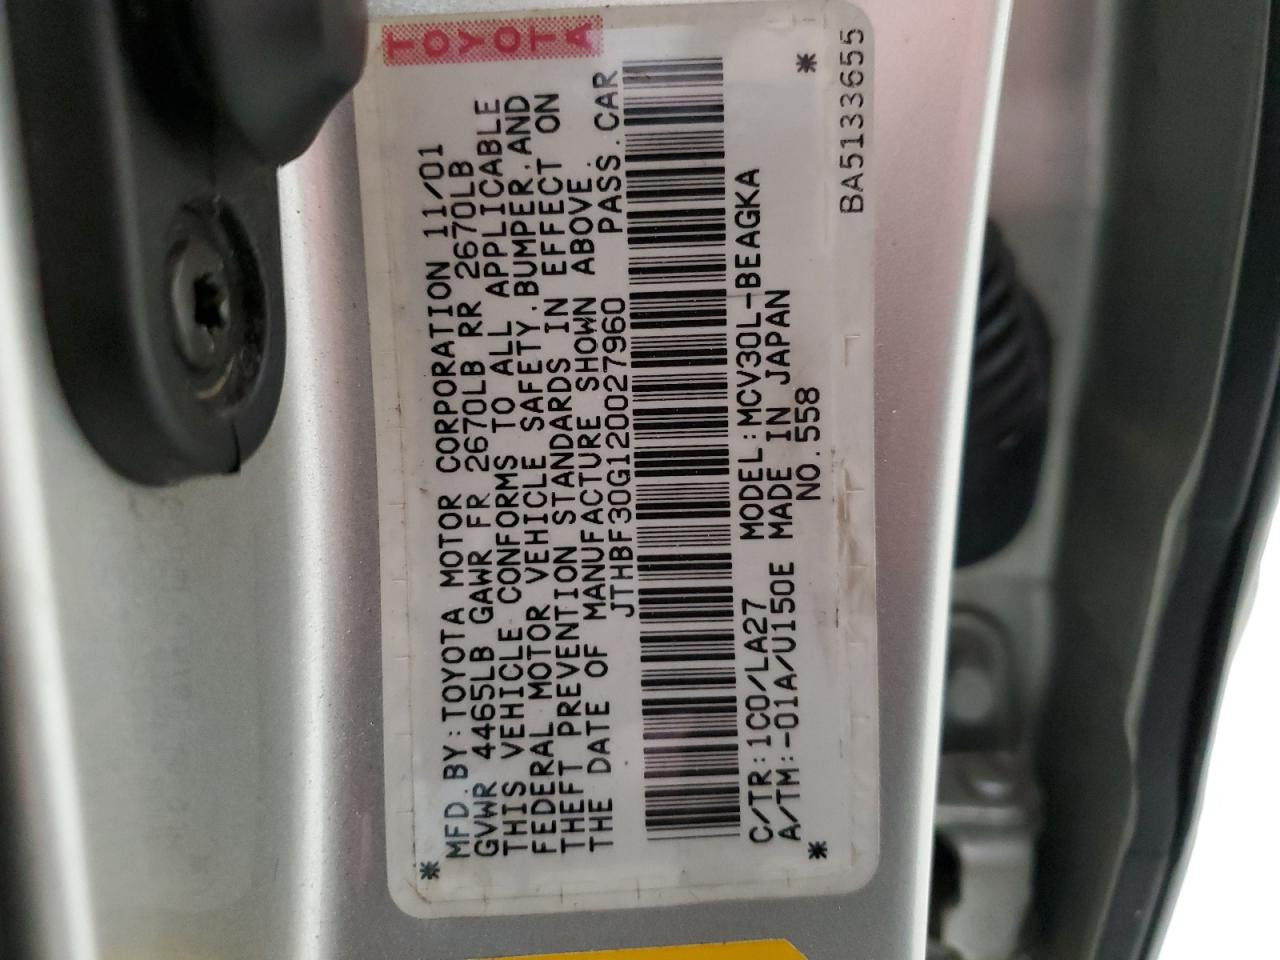 TOYOTA
MFD.BY:TOYOTA MOTOR CORPORATION 11/01
GVWR 4465LB GAWR FR 2670LB RR 2670LB
THIS VEHICLE CONFORMS TO ALL APPLICABLE
FEDERAL MOTOR VEHICLE SAFETY,BUMPER,AND
THEFT PREVENTION STANDARDS IN EFFECT ON
THE DATE OF MANUFACTURE SHOWN ABOVE.
JTHBF30G120027960 PASS.CAR
C/TR:1C0/LA27 MODEL:MCV30L-BEAGKA
A/TM:-01A/U150E MADE IN JAPAN
* NO.558 *
*
BA5133655